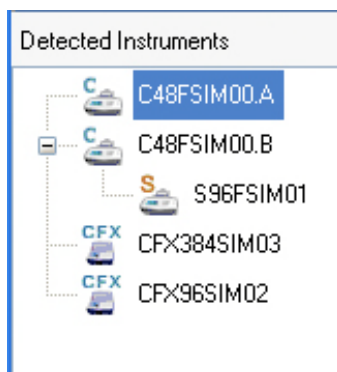 Detected Instruments
C C48FSIM00.A
C C48FSIM00.B
S S96FSIM01
CFX CFX384SIM03
CFX CFX96SIM02